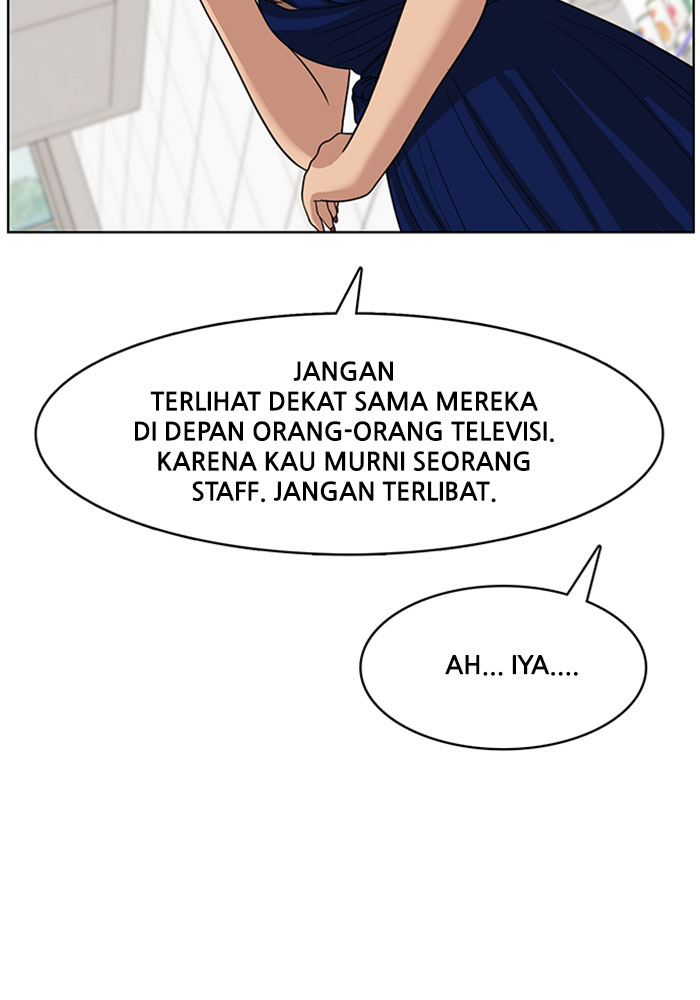 JANGAN
TERLIHAT DEKAT SAMA MEREKA
DI DEPAN ORANG-ORANG TELEVISI.
KARENA KAU MURNI SEORANG
STAFF. JANGAN TERLIBAT.
AH... IYA....